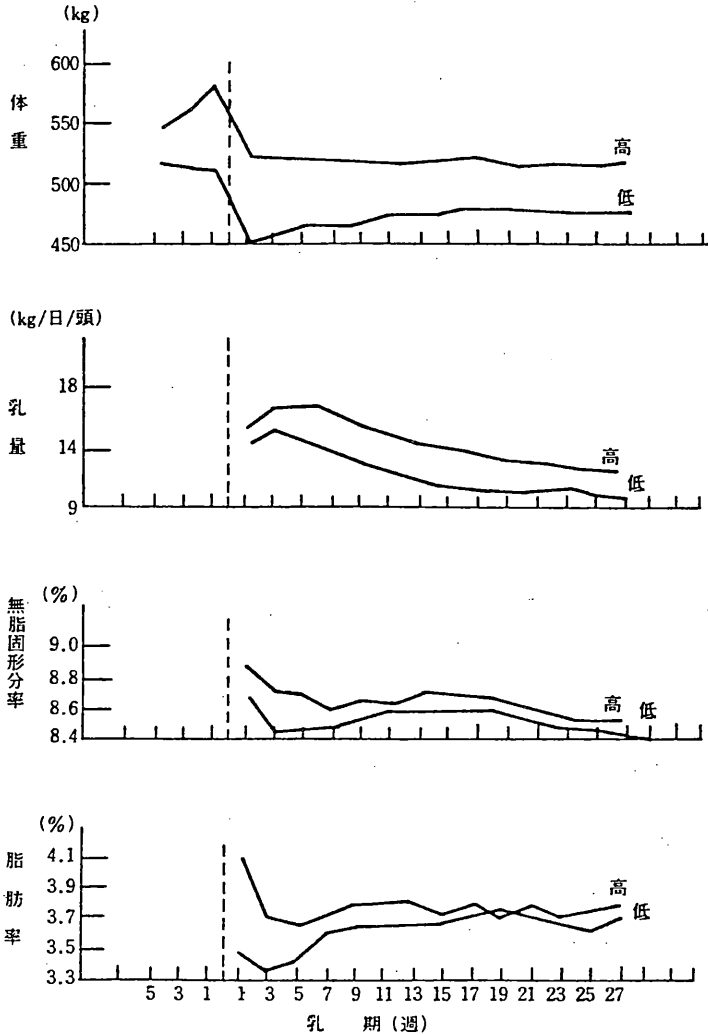 (kg)
600
550
500
450
体重
高
低
(kg/日/頭)
18
14
9
乳量
高
低
(%)
9.0
8.8
8.6
8.4
無脂固形分率
高 低
(%)
4.1
3.9
3.7
3.5
3.3
脂肪率
高
低
5 3 1 1 3 5 7 9 11 13 15 17 19 21 23 25 27
乳 期 (週)